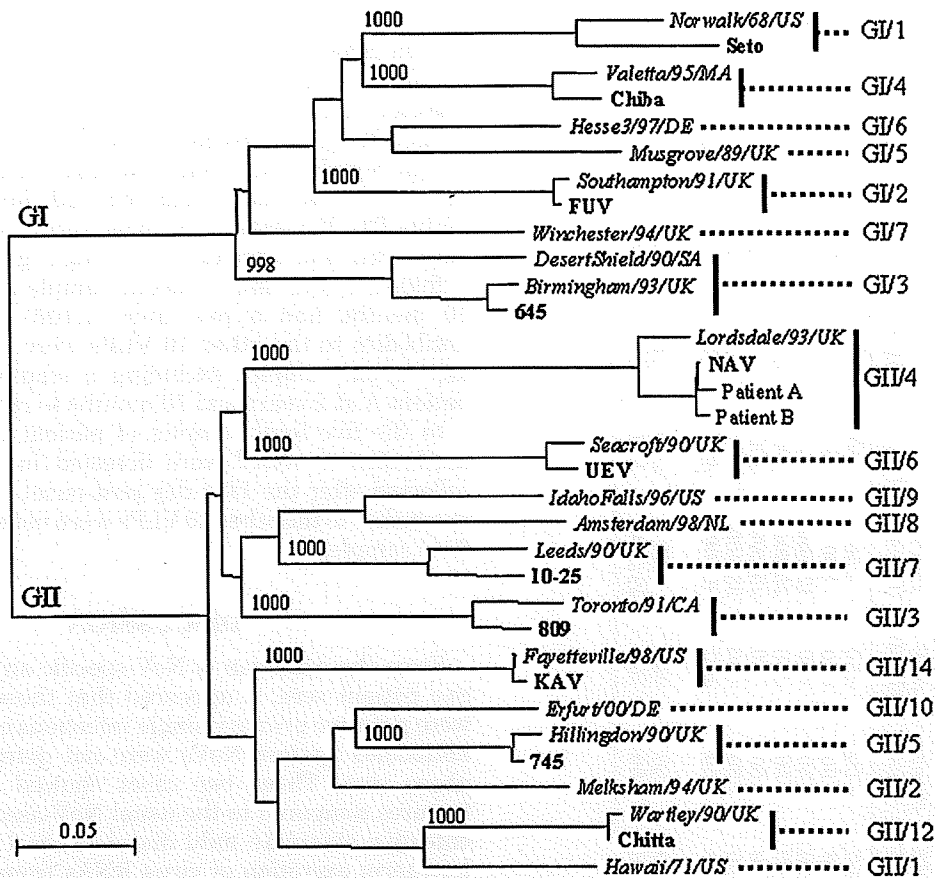 1000
Norwalk/68/US
GI/1
Seto
1000
Valetta/95/MA
GI/4
Chiba
Hesse3/97/DE
GI/6
Musgrove/89/UK
GI/5
1000
Southampton/91/UK
GI/2
FUV
GI
Winchester/94/UK
GI/7
998
DesertShield/90/SA
Birmingham/93/UK
GI/3
645
1000
Lordsdale/93/UK
NAV
GII/4
Patient A
Patient B
1000
Seacroft/90/UK
GII/6
UEV
IdahoFalls/96/US
GII/9
Amsterdam/98/NL
GII/8
1000
Leeds/90/UK
GII/7
10-25
GII
1000
Toronto/91/CA
GII/3
809
1000
Fayetteville/98/US
GII/14
KAV
Erfurt/00/DE
GII/10
1000
Hillingdon/90/UK
GII/5
745
Melksham/94/UK
GII/2
0.05
1000
Wortley/90/UK
GII/12
Chitta
Hawaii/71/US
GII/1